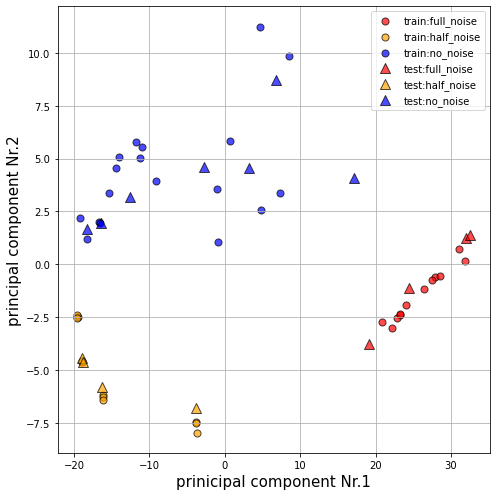 train:full_noise
train:half_noise
train:no_noise
test:full_noise
test:half_noise
test:no_noise
principal component Nr.2
10.0
7.5
5.0
2.5
0.0
−2.5
−5.0
−7.5
−20
−10
0
10
20
30
prinicipal component Nr.1